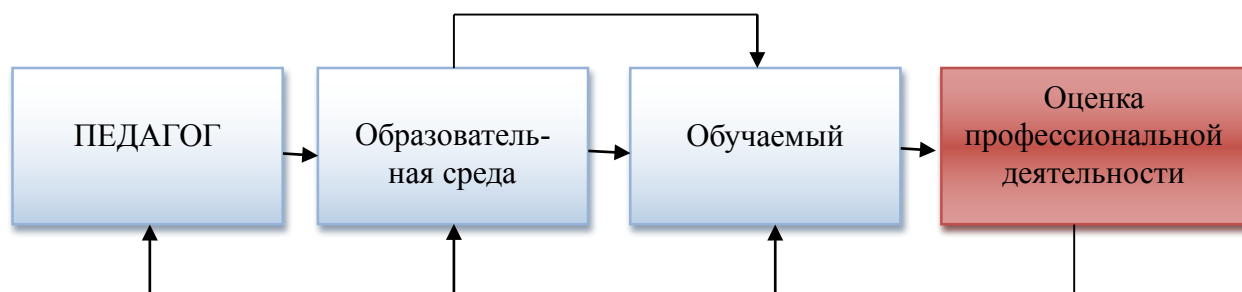 ПЕДАГОГ
Образователь-
ная среда
Обучаемый
Оценка
профессиональной
деятельности